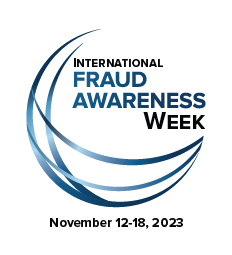 INTERNATIONAL
FRAUD
AWARENESS
WEEK
November 12-18, 2023